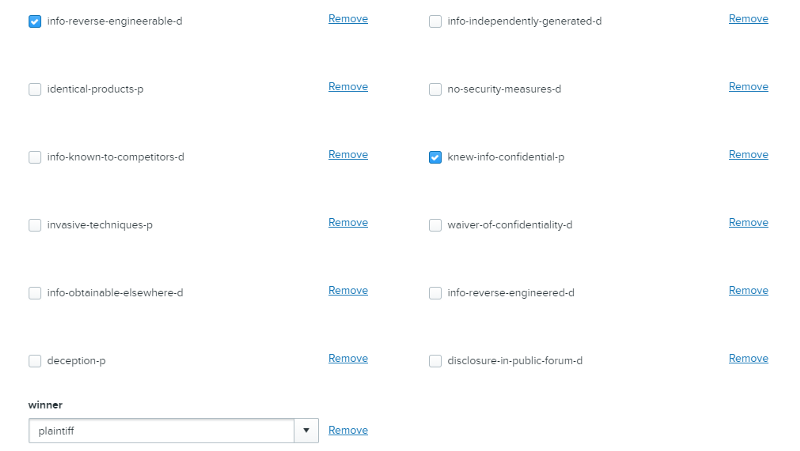 info-reverse-engineerable-d Remove info-independently-generated-d Remove
identical-products-p Remove no-security-measures-d Remove
info-known-to-competitors-d Remove knew-info-confidential-p Remove
invasive-techniques-p Remove waiver-of-confidentiality-d Remove
info-obtainable-elsewhere-d Remove info-reverse-engineered-d Remove
deception-p Remove disclosure-in-public-forum-d Remove
winner
plaintiff Remove